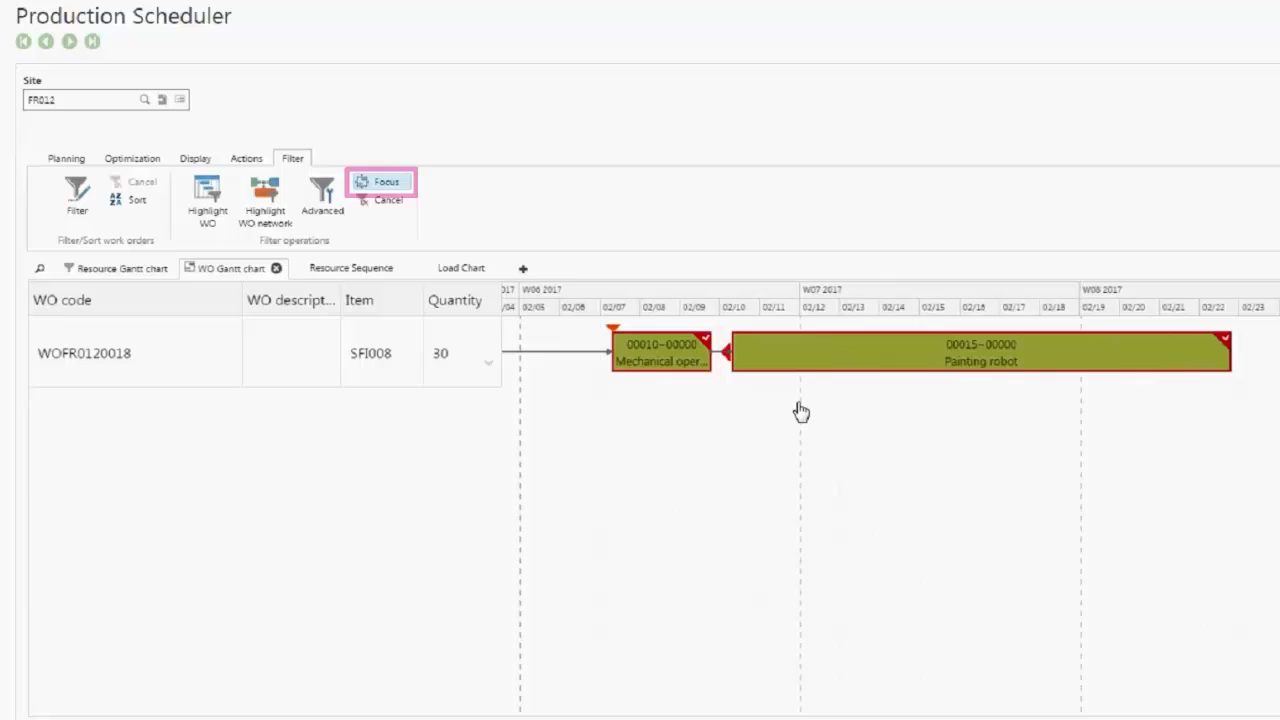 Production Scheduler
Site
FR012
Planning
Optimization
Display
Actions
Filter
Filter
Cancel
Sort
Highlight
WO
Highlight
WO network
Advanced
Focus
Cancel
Filter/Sort work orders
Filter operations
Resource Gantt chart
WO Gantt chart
Resource Sequence
Load Chart
WO code
WO descript...
Item
Quantity
17
W06 2017
W07 2017
W08 2017
/04
02/05
02/06
02/07
02/08
02/09
02/10
02/11
02/12
02/13
02/14
02/15
02/16
02/17
02/18
02/19
02/20
02/21
02/22
02/23
WOFR0120018
SFI008
30
00010~00000
Mechanical oper...
00015~00000
Painting robot